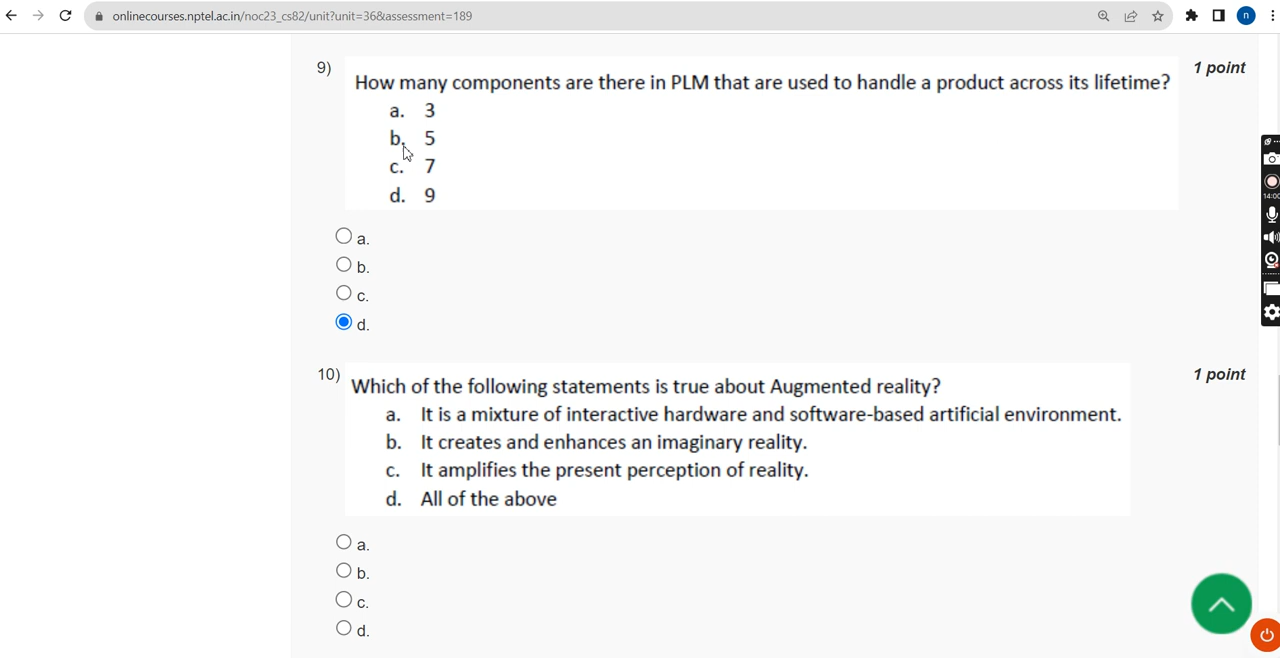 onlinecourses.nptel.ac.in/noc23_cs82/unit?unit=36&assessment=189
n
9)
1 point
How many components are there in PLM that are used to handle a product across its lifetime?
a. 3
b. 5
c. 7
d. 9
a.
b.
c.
d.
10)
1 point
Which of the following statements is true about Augmented reality?
a. It is a mixture of interactive hardware and software-based artificial environment.
b. It creates and enhances an imaginary reality.
c. It amplifies the present perception of reality.
d. All of the above
a.
b.
c.
d.